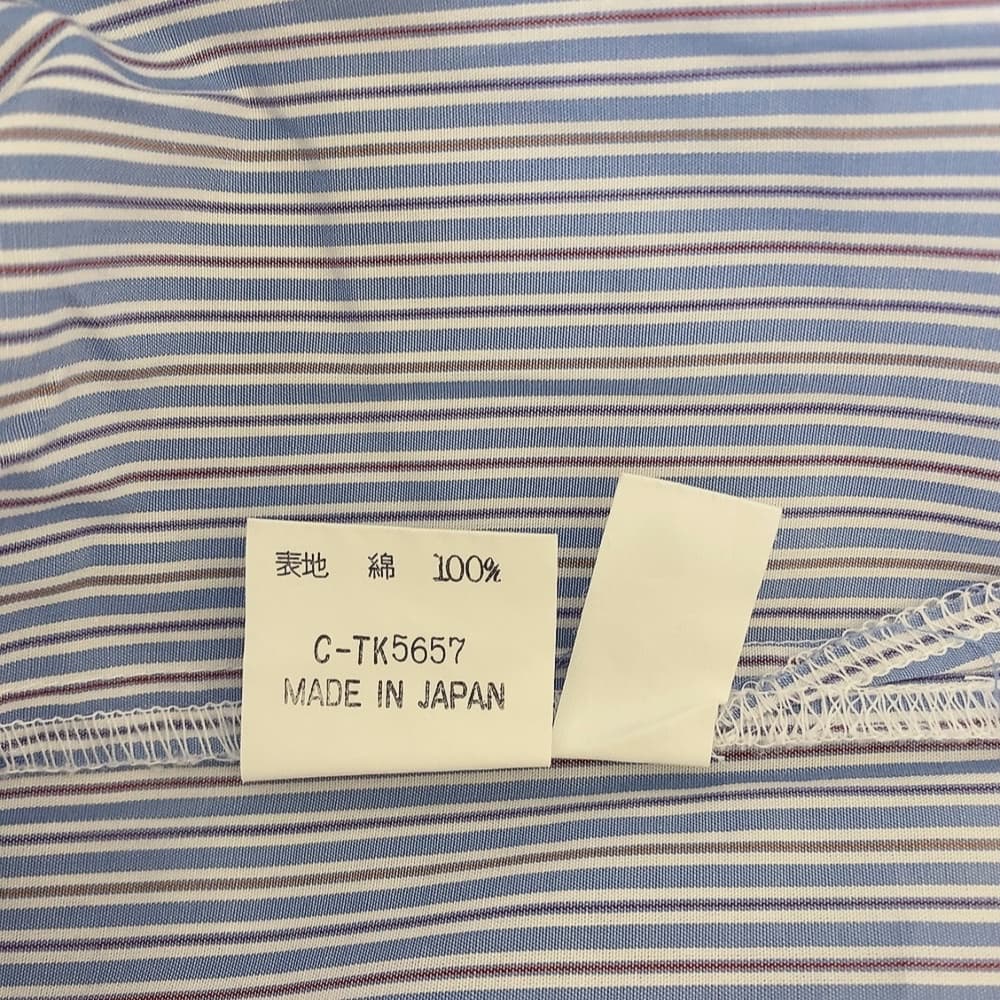 表地 綿 100%
C-TK5657
MADE IN JAPAN